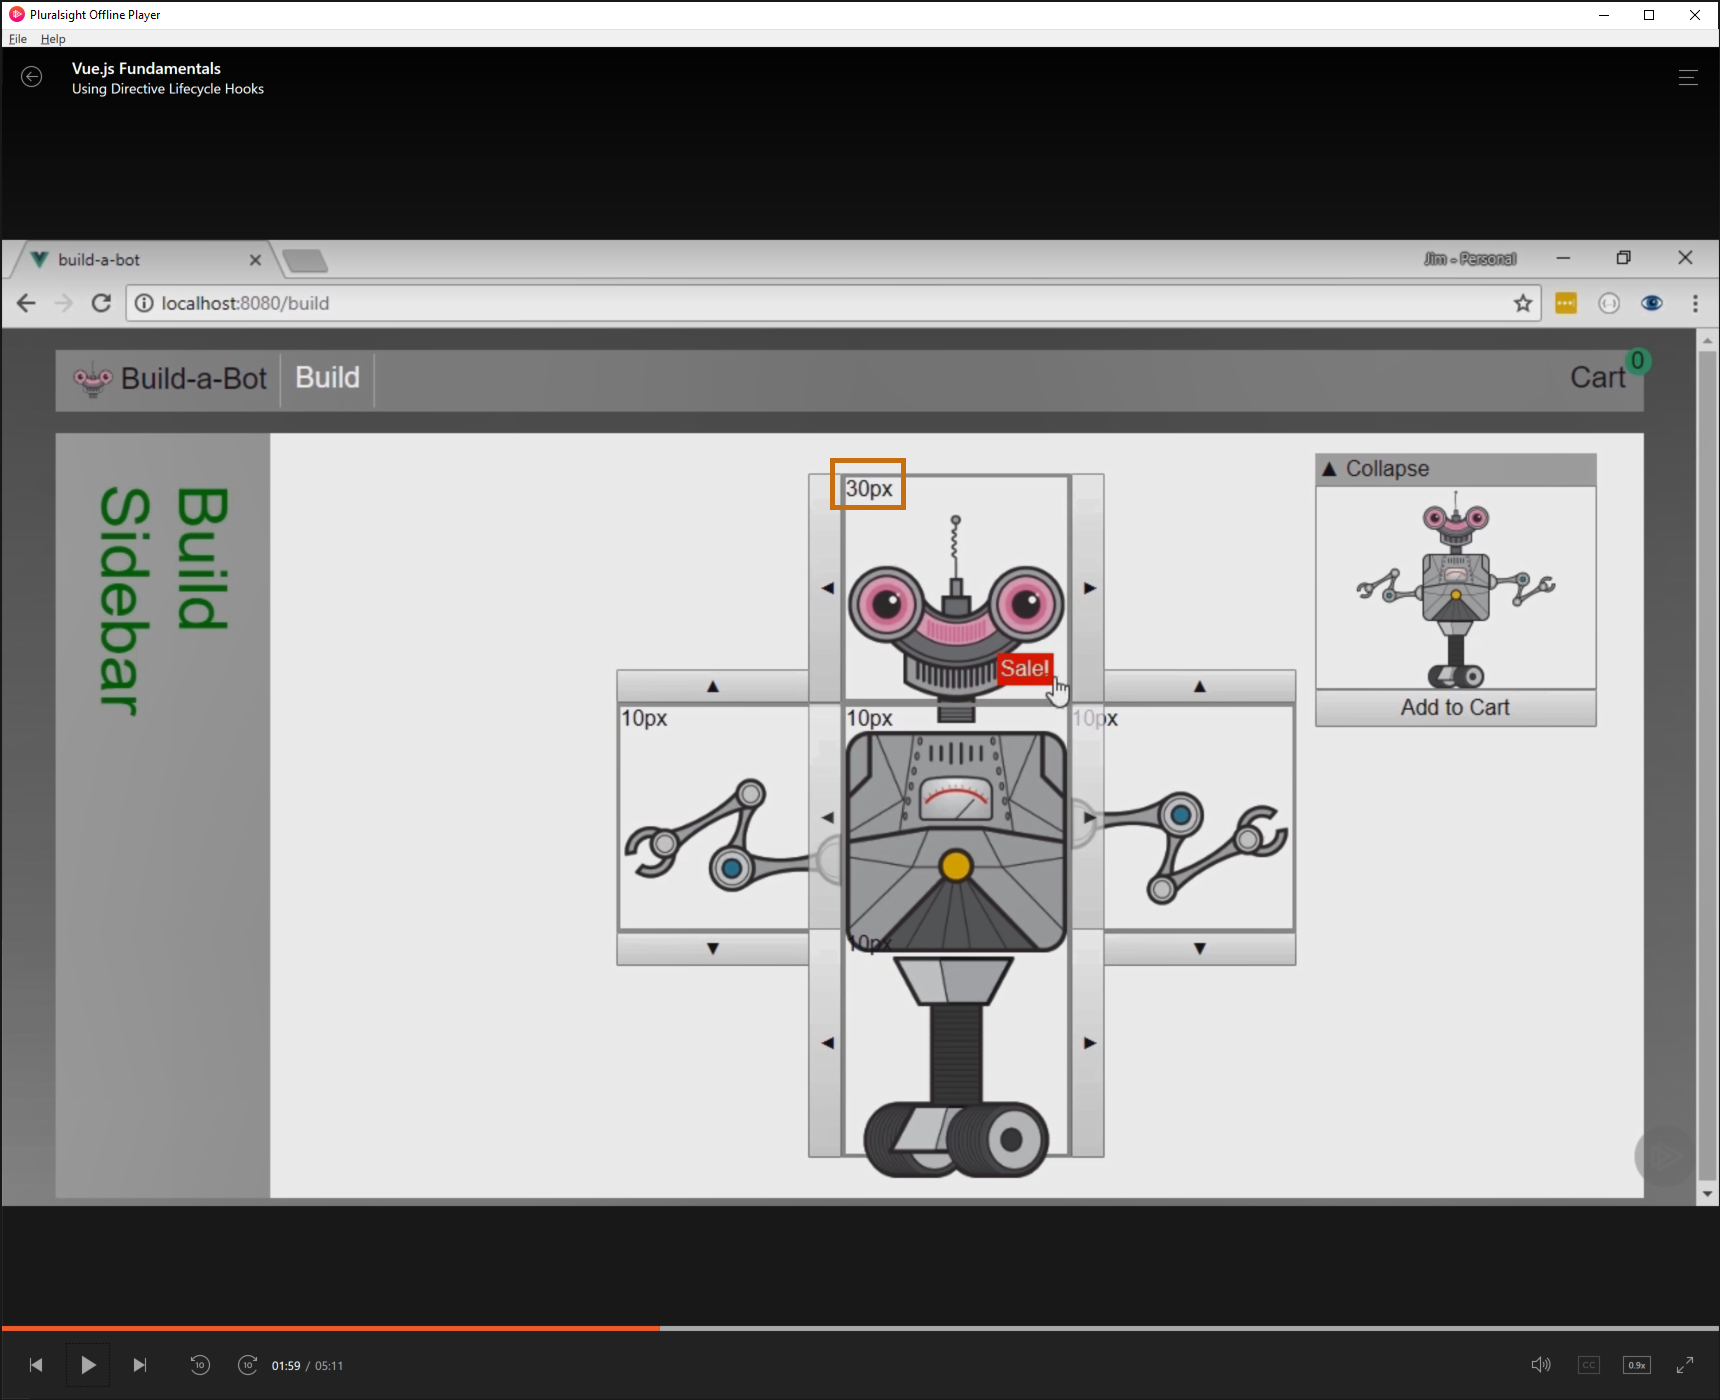 Pluralsight Offline Player
File Help
Vue.js Fundamentals
Using Directive Lifecycle Hooks
build-a-bot
Jim - Personal
localhost:8080/build
Build-a-Bot
Build
Cart
0
Build
Sidebar
30px
Sale!
10px
10px
10px
10px
Collapse
Add to Cart
10
10
01:59 / 05:11
CC
0.9x